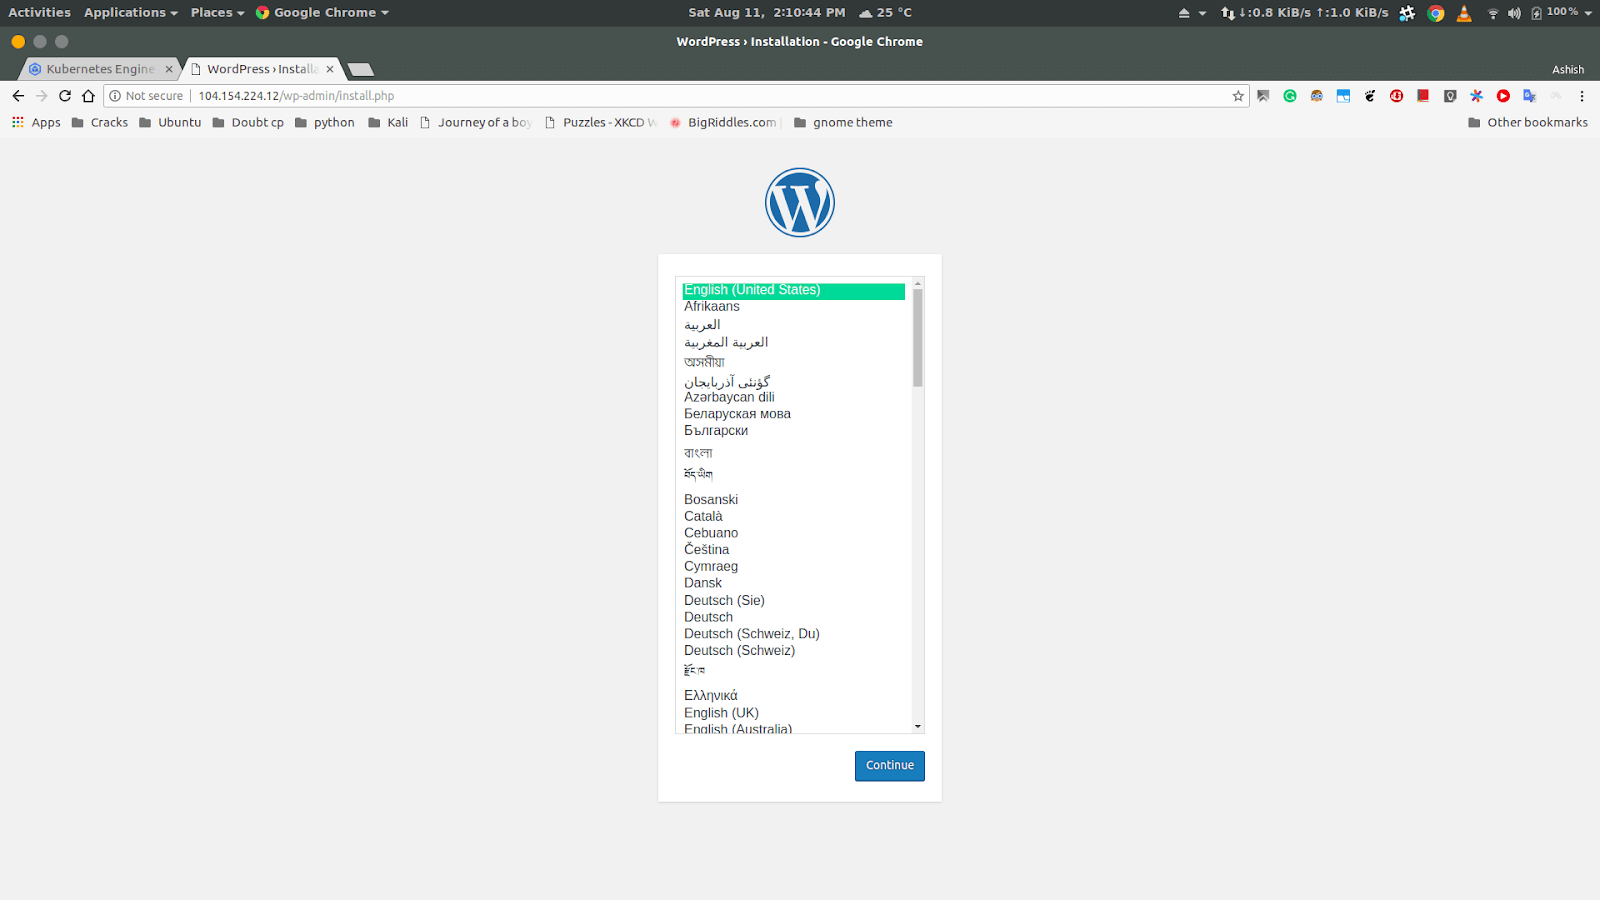 Activities Applications Places Google Chrome Sat Aug 11, 2:10:44 PM 25 °C ↓:0.8 KiB/s ↑:1.0 KiB/s 100 %
WordPress › Installation - Google Chrome
Kubernetes Engine WordPress › Installa Ashish
Not secure 104.154.224.12/wp-admin/install.php
Apps Cracks Ubuntu Doubt cp python Kali Journey of a boy Puzzles - XKCD W BigRiddles.com gnome theme Other bookmarks
English (United States)
Afrikaans
العربية
العربية المغربية
অসমীয়া
گؤنئی آذربایجان
Azərbaycan dili
Беларуская мова
Български
বাংলা
བོད་ཡིག
Bosanski
Català
Cebuano
Čeština
Cymraeg
Dansk
Deutsch (Sie)
Deutsch
Deutsch (Schweiz, Du)
Deutsch (Schweiz)
རྫོང་ཁ
Ελληνικά
English (UK)
English (Australia)
Continue